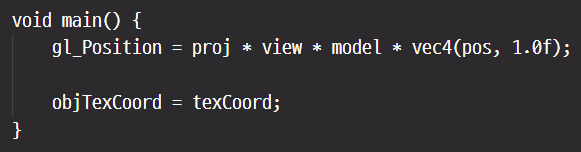 void main() {
    gl_Position = proj * view * model * vec4(pos, 1.0f);

    objTexCoord = texCoord;
}